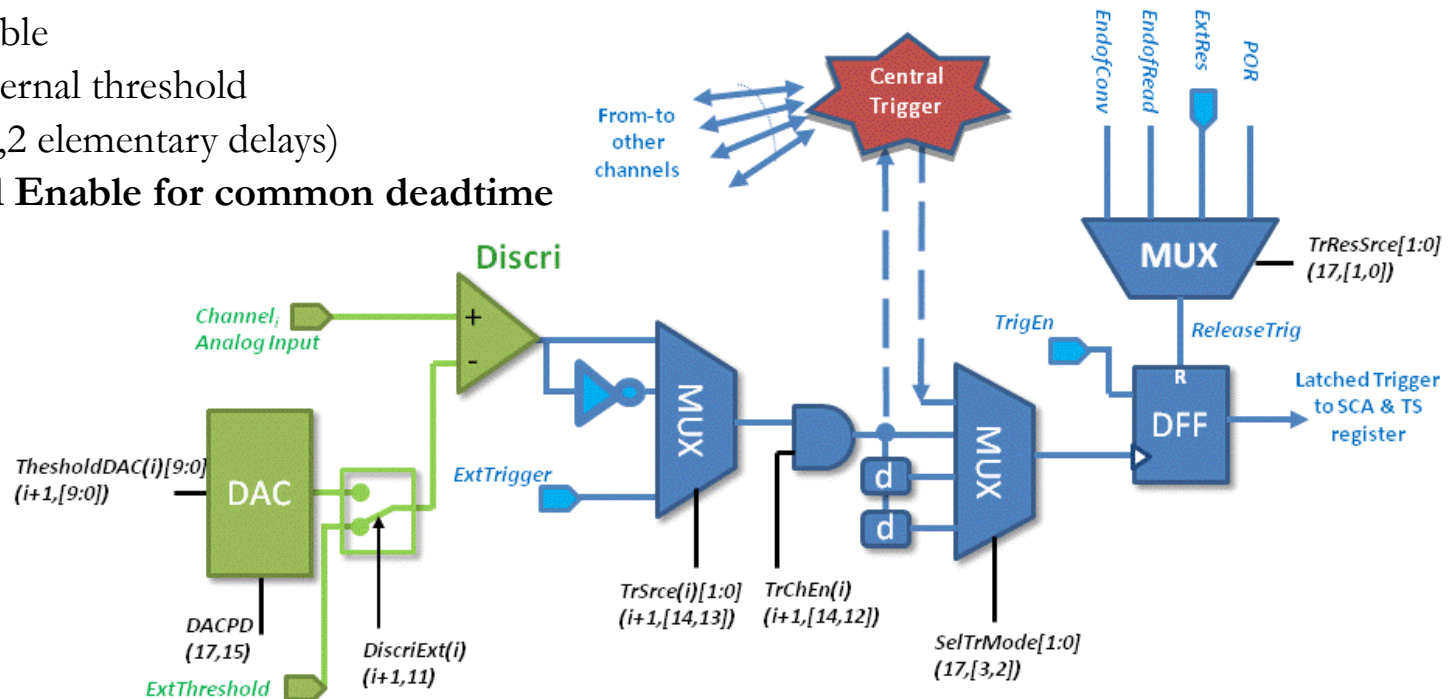 ble
ernal threshold
,2 elementary delays)
Enable for common deadtime
EndofConv
EndofRead
ExtRes
POR
Central
Trigger
From-to
other
channels
MUX
TrResSrce[1:0]
(17,[1,0])
Discri
Channeli
Analog Input
+
-
TrigEn
ReleaseTrig
R
DFF
Latched Trigger
to SCA & TS
register
MUX
MUX
ThesholdDAC(i)[9:0]
(i+1,[9:0])
DAC
ExtTrigger
d
d
TrSrce(i)[1:0]
(i+1,[14,13])
TrChEn(i)
(i+1,[14,12])
DACPD
(17,15)
DiscriExt(i)
(i+1,11)
SelTrMode[1:0]
(17,[3,2])
ExtThreshold